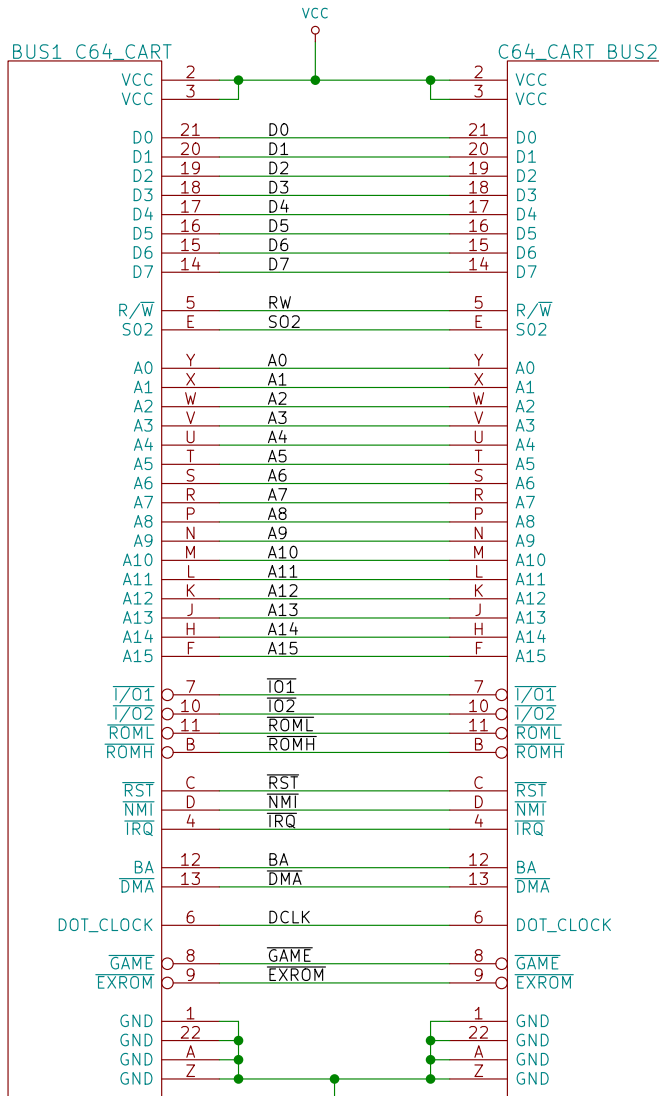 VCC
BUS1 C64_CART C64_CART BUS2
VCC 2 2 VCC
VCC 3 3 VCC
D0 21 D0 21 D0
D1 20 D1 20 D1
D2 19 D2 19 D2
D3 18 D3 18 D3
D4 17 D4 17 D4
D5 16 D5 16 D5
D6 15 D6 15 D6
D7 14 D7 14 D7
R/W̅ 5 RW 5 R/W̅
SO2 E SO2 E SO2
A0 Y A0 Y A0
A1 X A1 X A1
A2 W A2 W A2
A3 V A3 V A3
A4 U A4 U A4
A5 T A5 T A5
A6 S A6 S A6
A7 R A7 R A7
A8 P A8 P A8
A9 N A9 N A9
A10 M A10 M A10
A11 L A11 L A11
A12 K A12 K A12
A13 J A13 J A13
A14 H A14 H A14
A15 F A15 F A15
I/O1 7 IO1 7 I/O1
I/O2 10 IO2 10 I/O2
ROML 11 ROML 11 ROML
ROMH B ROMH B ROMH
RST C RST C RST
NMI D NMI D NMI
IRQ 4 IRQ 4 IRQ
BA 12 BA 12 BA
DMA 13 DMA 13 DMA
DOT_CLOCK 6 DCLK 6 DOT_CLOCK
GAME 8 GAME 8 GAME
EXROM 9 EXROM 9 EXROM
GND 1 1 GND
GND 22 22 GND
GND A A GND
GND Z Z GND